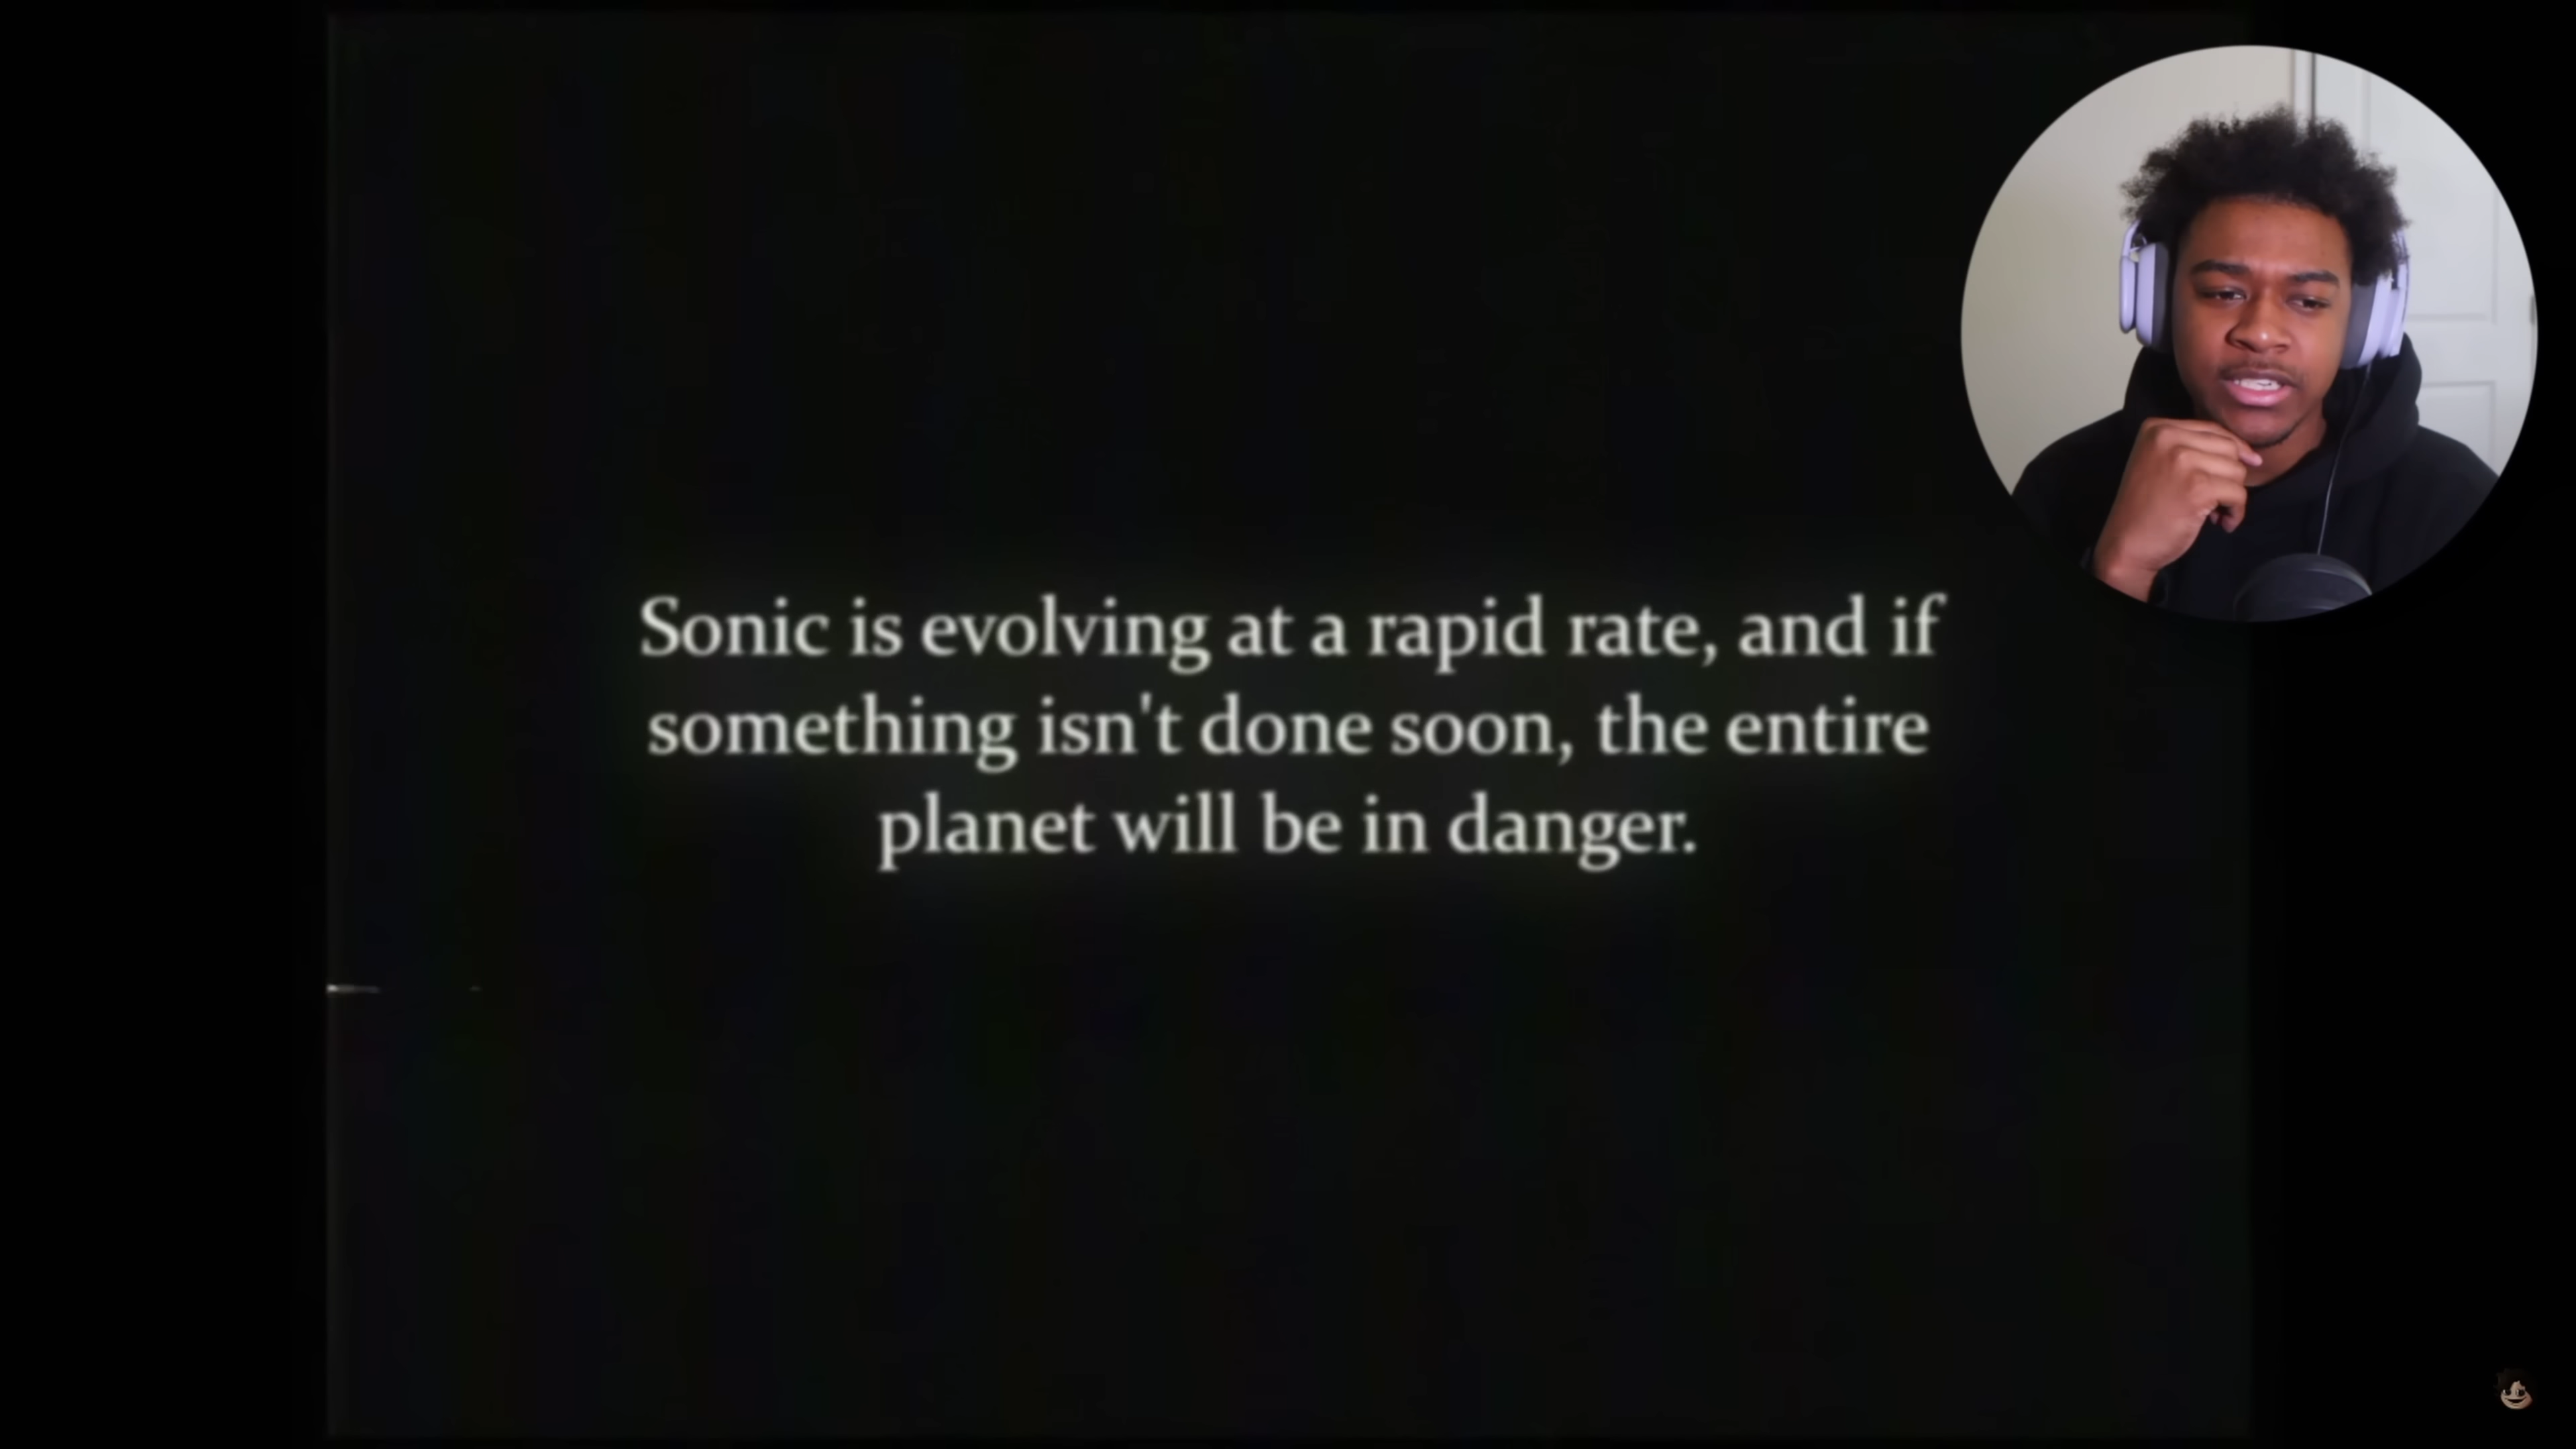 Sonic is evolving at a rapid rate, and if
something isn't done soon, the entire
planet will be in danger.